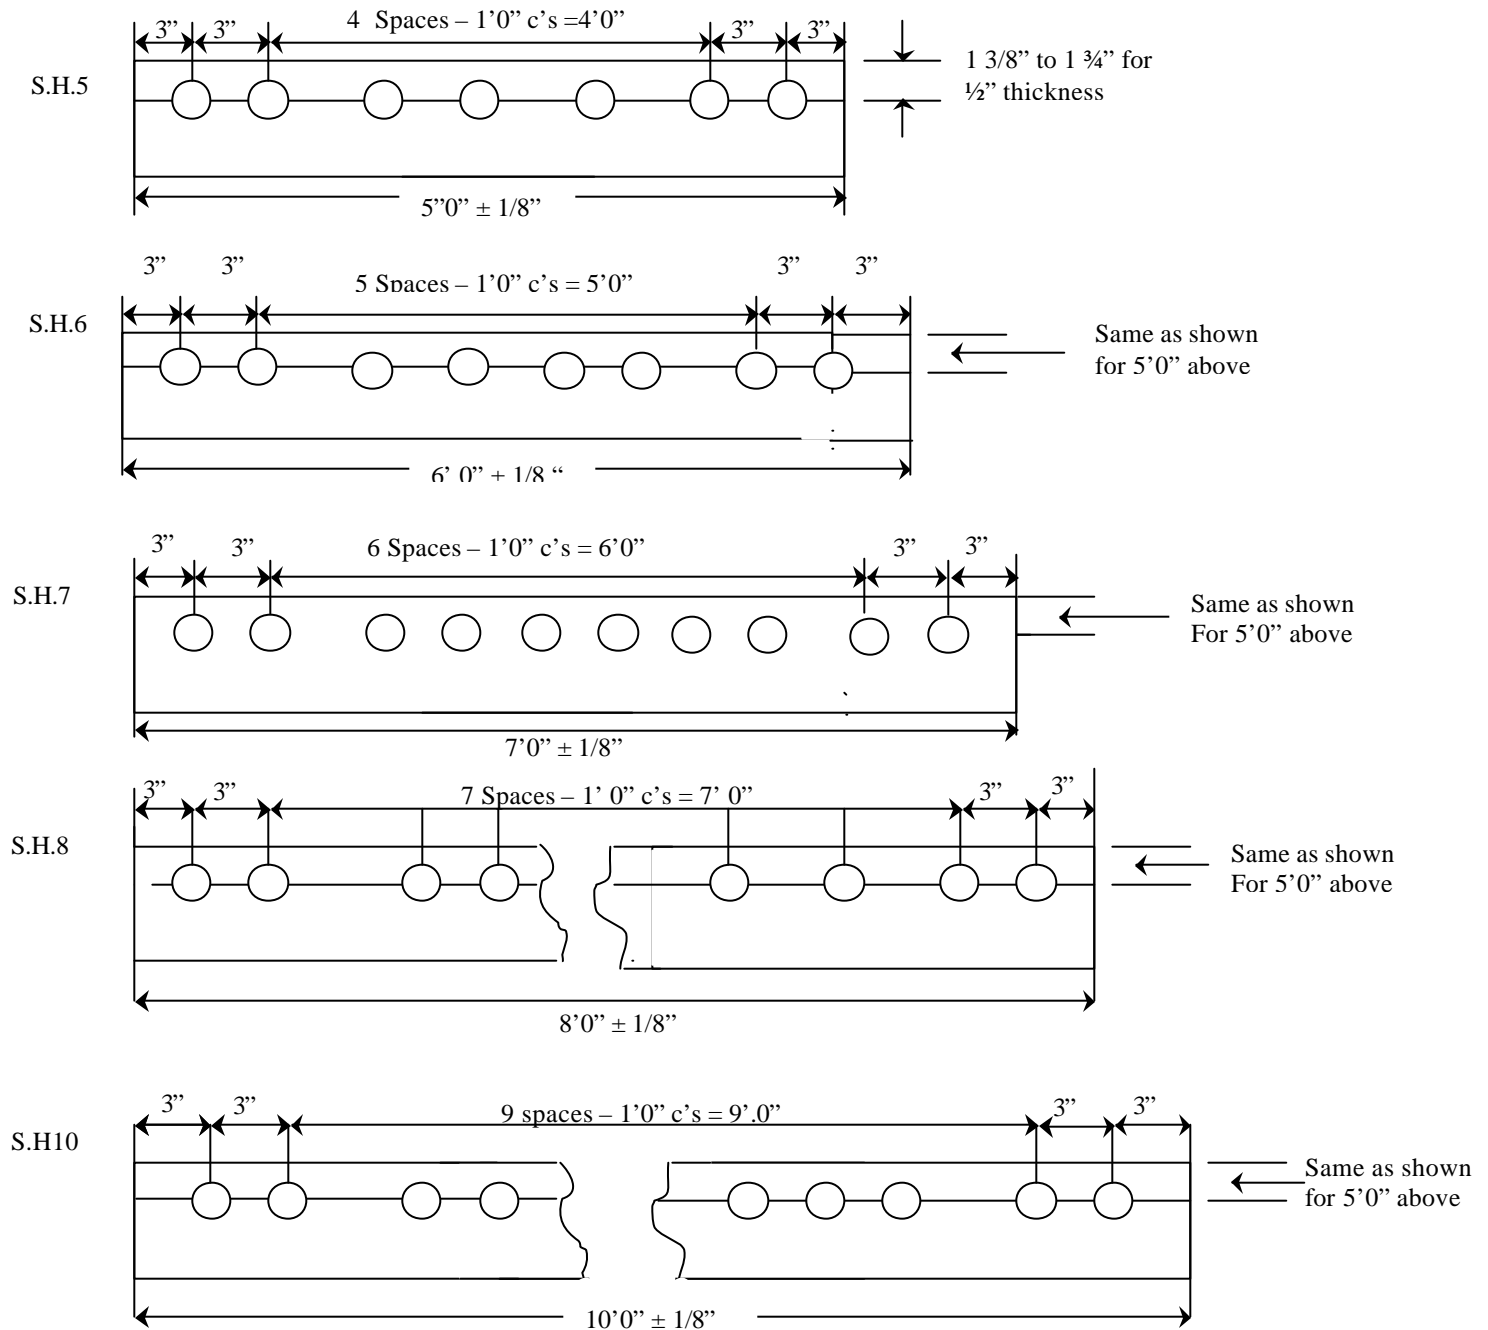 3” 3” 4 Spaces – 1’0” c’s =4’0” 3” 3”
S.H.5
1 3/8” to 1 ¾” for
½” thickness
5”0” ± 1/8”
3” 3” 5 Spaces – 1’0” c’s = 5’0” 3” 3”
S.H.6
Same as shown
for 5’0” above
6’ 0” + 1/8 “
3” 3” 6 Spaces – 1’0” c’s = 6’0” 3” 3”
S.H.7
Same as shown
For 5’0” above
7’0” ± 1/8”
3” 3” 7 Spaces – 1’ 0” c’s = 7’ 0” 3” 3”
S.H.8
Same as shown
For 5’0” above
8’0” ± 1/8”
3” 3” 9 spaces – 1’0” c’s = 9’.0” 3” 3”
S.H10
Same as shown
for 5’0” above
10’0” ± 1/8”